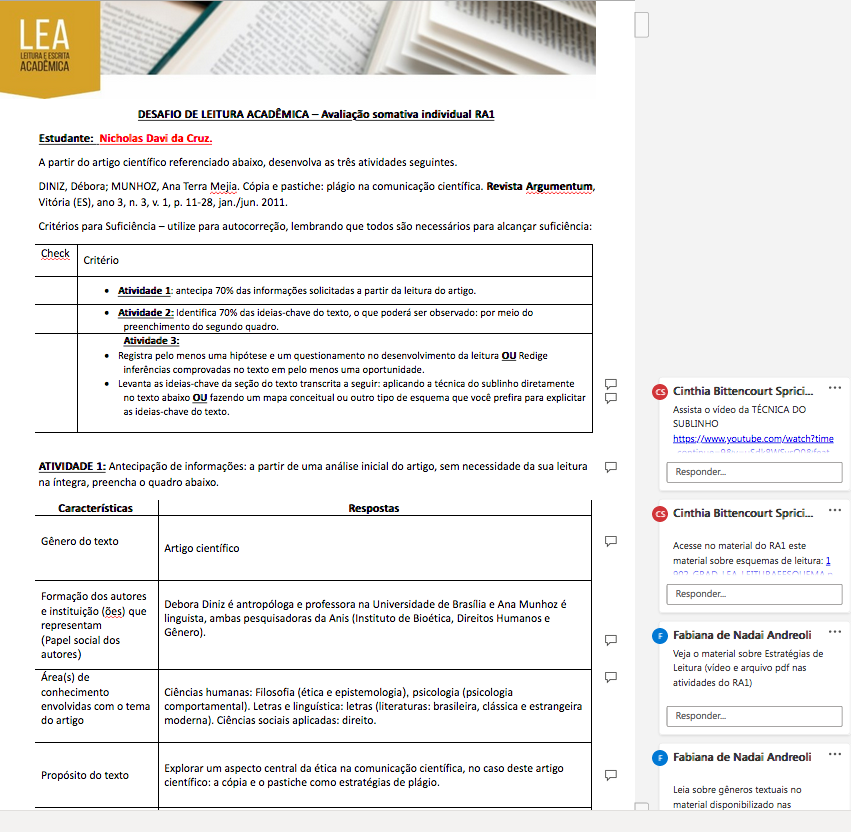 LEA
LEITURA E ESCRITA
ACADÊMICA
DESAFIO DE LEITURA ACADÊMICA – Avaliação somativa individual RA1
Estudante: Nicholas Davi da Cruz.
A partir do artigo científico referenciado abaixo, desenvolva as três atividades seguintes.
DINIZ, Débora; MUNHOZ, Ana Terra Mejia. Cópia e pastiche: plágio na comunicação científica. Revista Argumentum,
Vitória (ES), ano 3, n. 3, v. 1, p. 11-28, jan./jun. 2011.
Critérios para Suficiência – utilize para autocorreção, lembrando que todos são necessários para alcançar suficiência:
Check
Critério
• Atividade 1: antecipa 70% das informações solicitadas a partir da leitura do artigo.
• Atividade 2: Identifica 70% das ideias-chave do texto, o que poderá ser observado: por meio do
preenchimento do segundo quadro.
Atividade 3:
• Registra pelo menos uma hipótese e um questionamento no desenvolvimento da leitura OU Redige
inferências comprovadas no texto em pelo menos uma oportunidade.
• Levanta as ideias-chave da seção do texto transcrita a seguir: aplicando a técnica do sublinho diretamente
no texto abaixo OU fazendo um mapa conceitual ou outro tipo de esquema que você prefira para explicitar
as ideias-chave do texto.
ATIVIDADE 1: Antecipação de informações: a partir de uma análise inicial do artigo, sem necessidade da sua leitura
na íntegra, preencha o quadro abaixo.
Características
Respostas
Gênero do texto
Artigo científico
Formação dos autores
e instituição (ões) que
representam
(Papel social dos
autores)
Debora Diniz é antropóloga e professora na Universidade de Brasília e Ana Munhoz é
linguista, ambas pesquisadoras da Anis (Instituto de Bioética, Direitos Humanos e
Gênero).
Área(s) de
conhecimento
envolvidas com o tema
do artigo
Ciências humanas: Filosofia (ética e epistemologia), psicologia (psicologia
comportamental). Letras e linguística: letras (literaturas: brasileira, clássica e estrangeira
moderna). Ciências sociais aplicadas: direito.
Propósito do texto
Explorar um aspecto central da ética na comunicação científica, no caso deste artigo
científico: a cópia e o pastiche como estratégias de plágio.
CS
Cinthia Bittencourt Sprici...
Assista o vídeo da TÉCNICA DO
SUBLINHO
https://www.youtube.com/watch?time
Responder...
CS
Cinthia Bittencourt Sprici...
Acesse no material do RA1 este
material sobre esquemas de leitura: 1
Responder...
F
Fabiana de Nadai Andreoli
Veja o material sobre Estratégias de
Leitura (vídeo e arquivo pdf nas
atividades do RA1)
Responder...
F
Fabiana de Nadai Andreoli
Leia sobre gêneros textuais no
material disponibilizado nas